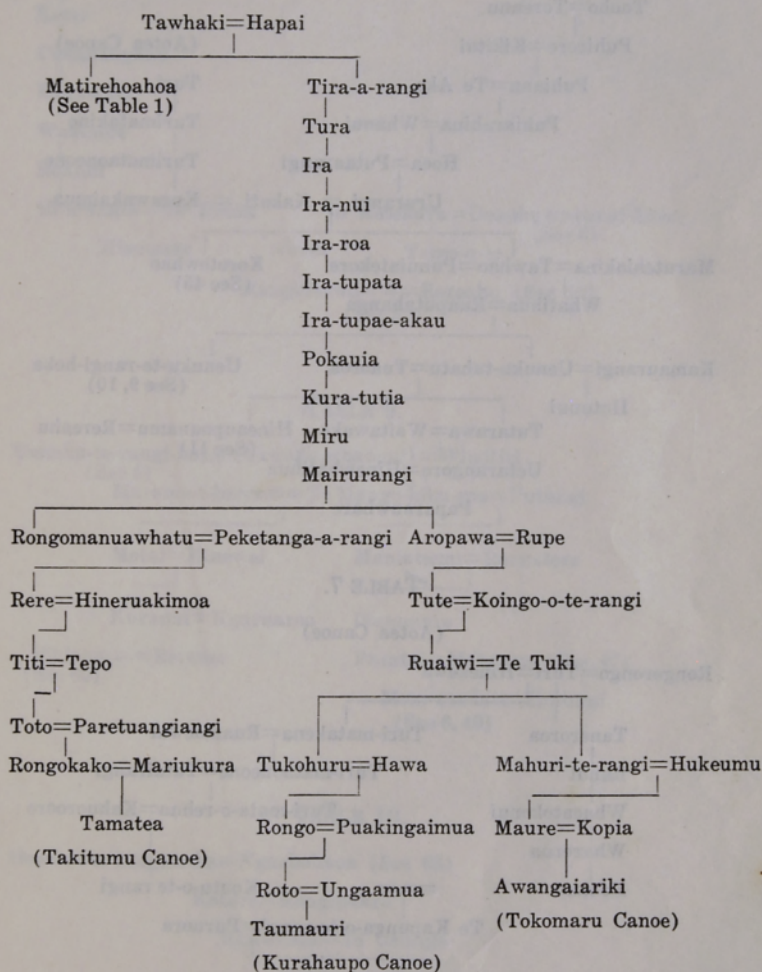 Tawhaki=Hapai
Matirehoahoa Tira-a-rangi
(See Table 1)
Tura
Ira
Ira-nui
Ira-roa
Ira-tupata
Ira-tupae-akau
Pokauia
Kura-tutia
Miru
Mairurangi
Rongomanuawhatu=Peketanga-a-rangi Aropawa=Rupe
Rere=Hineruakimoa Tute=Koingo-o-te-rangi
Titi=Tepo Ruaiwi=Te Tuki
Toto=Paretuangiangi
Rongokako=Mariukura Tukohuru=Hawa Mahuri-te-rangi=Hukeumu
Tamatea Rongo=Puakingaimua Maure=Kopia
(Takitumu Canoe)
Roto=Ungaamua Awangaiariki
Taumauri (Tokomaru Canoe)
(Kurahaupo Canoe)